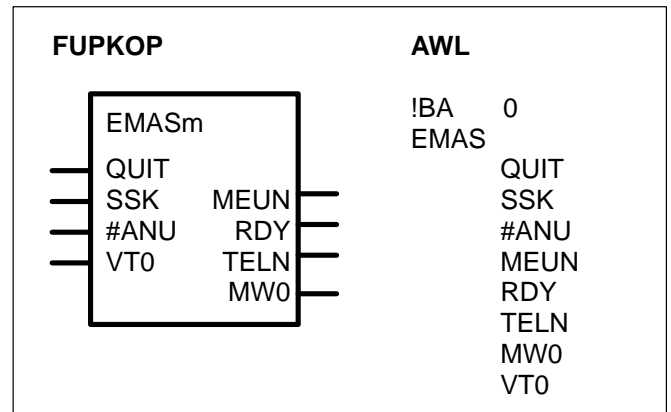 FUPKOP AWL
EMASm
QUIT
SSK MEUN
#ANU RDY
VT0 TELN
MW0
!BA 0
EMAS
QUIT
SSK
#ANU
MEUN
RDY
TELN
MW0
VT0